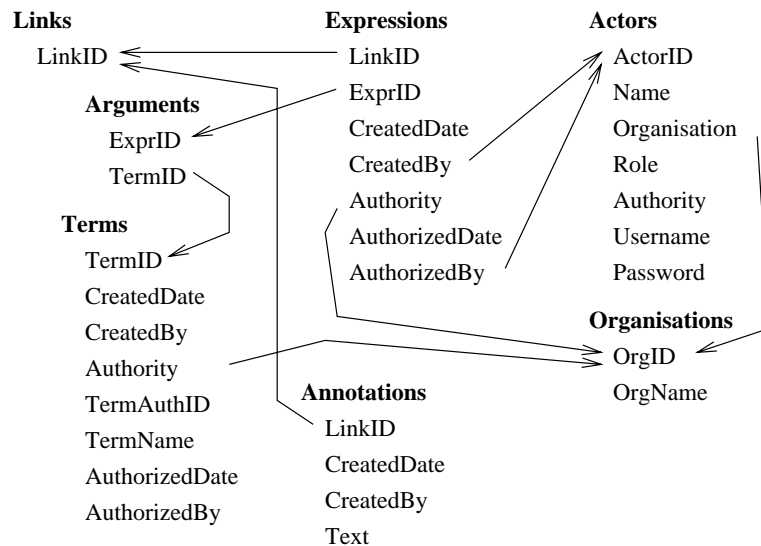 Links
LinkID
Arguments
ExprID
TermID
Terms
TermID
CreatedDate
CreatedBy
Authority
TermAuthID
TermName
AuthorizedDate
AuthorizedBy
Expressions
LinkID
ExprID
CreatedDate
CreatedBy
Authority
AuthorizedDate
AuthorizedBy
Annotations
LinkID
CreatedDate
CreatedBy
Text
Actors
ActorID
Name
Organisation
Role
Authority
Username
Password
Organisations
OrgID
OrgName